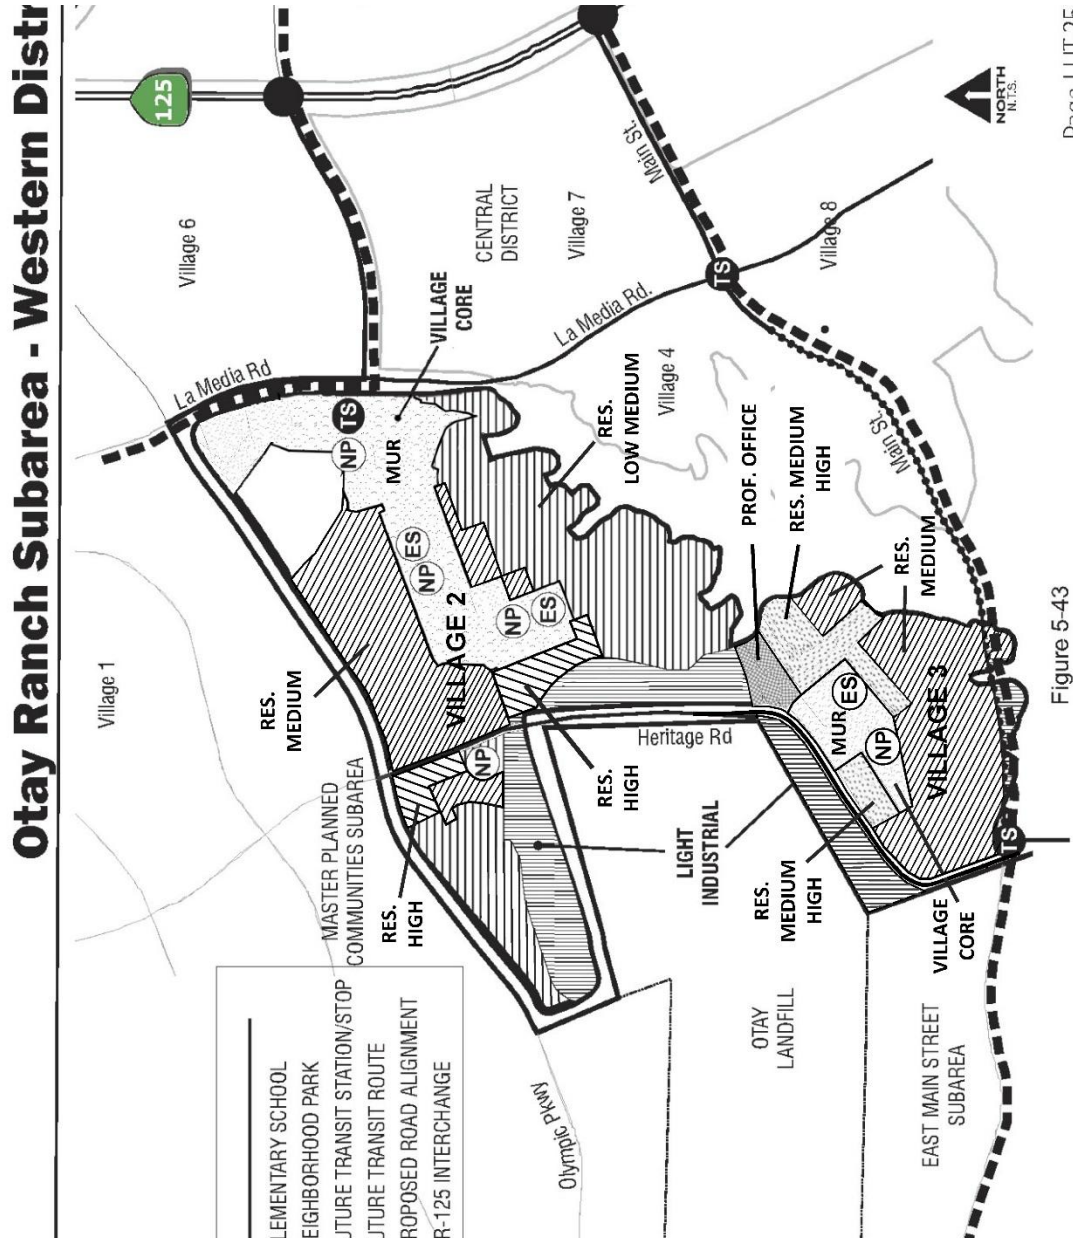 Otay Ranch Subarea - Western Distr
125
Village 6
CENTRAL
DISTRICT
Village 7
Main St.
NORTH
N.T.S.
La Media Rd
VILLAGE
CORE
La Media Rd.
TS
Village 8
Village 1
TS
NP
MUR
RES.
LOW MEDIUM
Village 4
ES
NP
PROF. OFFICE
RES. MEDIUM
HIGH
Main St.
RES.
MEDIUM
VILLAGE 2
NP
ES
RES.
MEDIUM
Heritage Rd
MUR
ES
NP
VILLAGE 3
Figure 5-43
MASTER PLANNED
COMMUNITIES SUBAREA
NP
RES.
HIGH
RES.
HIGH
LIGHT
INDUSTRIAL
RES.
MEDIUM
HIGH
VILLAGE
CORE
TS
OTAY
LANDFILL
EAST MAIN STREET
SUBAREA
Olympic Pkwy
LEMENTARY SCHOOL
EIGHBORHOOD PARK
UTURE TRANSIT STATION/STOP
UTURE TRANSIT ROUTE
ROPOSED ROAD ALIGNMENT
R-125 INTERCHANGE